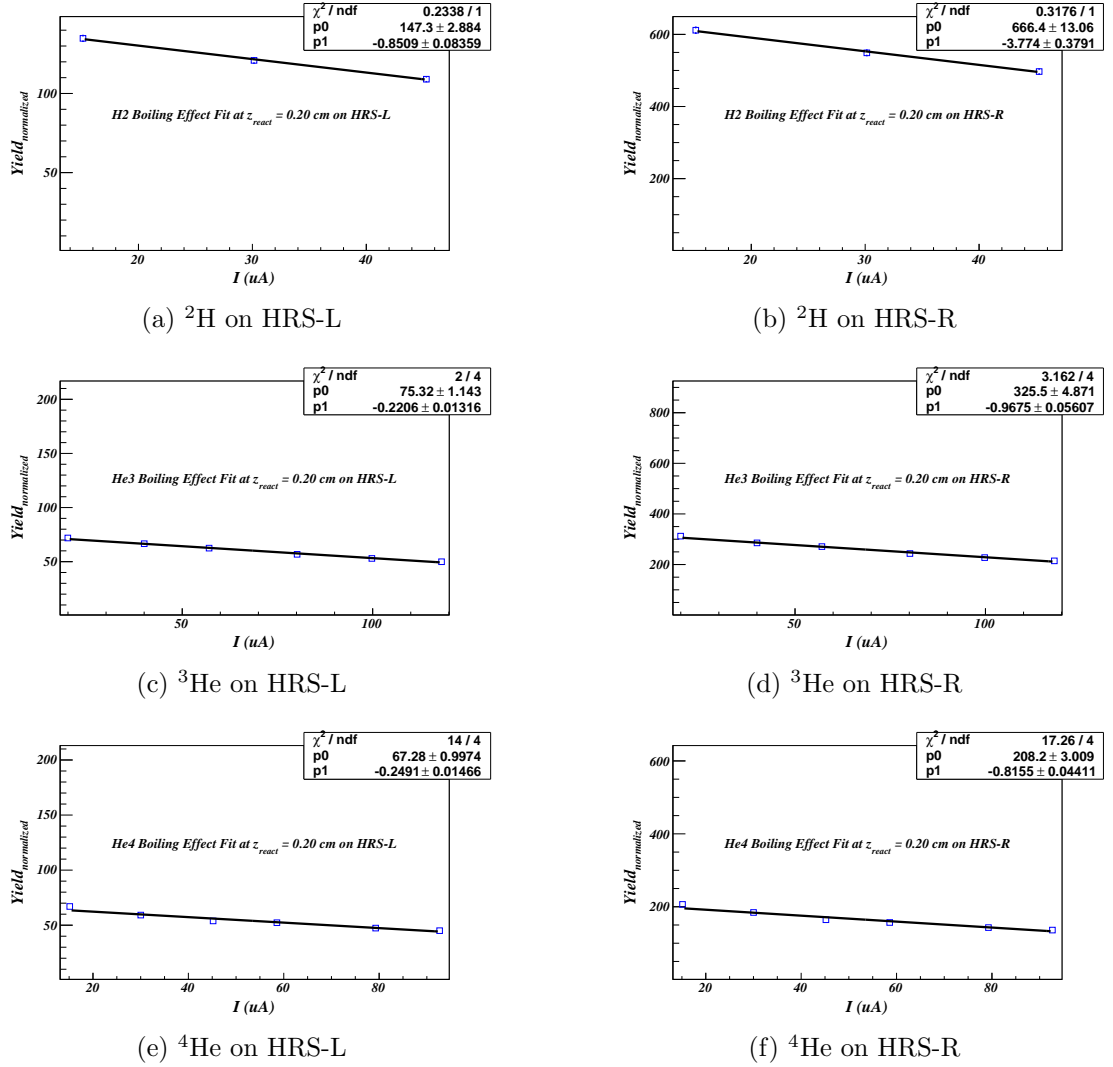 χ² / ndf 0.2338 / 1
p0 147.3 ± 2.884
p1 -0.8509 ± 0.08359
H2 Boiling Effect Fit at z_react = 0.20 cm on HRS-L
Yield_normalized
100
50
20 40
I (uA)
(a) ²H on HRS-L
χ² / ndf 0.3176 / 1
p0 666.4 ± 13.06
p1 -3.774 ± 0.3791
H2 Boiling Effect Fit at z_react = 0.20 cm on HRS-R
Yield_normalized
600
400
200
20 40
I (uA)
(b) ²H on HRS-R
χ² / ndf 2 / 4
p0 75.32 ± 1.143
p1 -0.2206 ± 0.01316
He3 Boiling Effect Fit at z_react = 0.20 cm on HRS-L
Yield_normalized
200
150
100
50
50 100
I (uA)
(c) ³He on HRS-L
χ² / ndf 3.162 / 4
p0 325.5 ± 4.871
p1 -0.9675 ± 0.05607
He3 Boiling Effect Fit at z_react = 0.20 cm on HRS-R
Yield_normalized
800
600
400
200
50 100
I (uA)
(d) ³He on HRS-R
χ² / ndf 14 / 4
p0 67.28 ± 0.9974
p1 -0.2491 ± 0.01466
He4 Boiling Effect Fit at z_react = 0.20 cm on HRS-L
Yield_normalized
200
150
100
50
20 40 60 80
I (uA)
(e) ⁴He on HRS-L
χ² / ndf 17.26 / 4
p0 208.2 ± 3.009
p1 -0.8155 ± 0.04411
He4 Boiling Effect Fit at z_react = 0.20 cm on HRS-R
Yield_normalized
600
400
200
20 40 60 80
I (uA)
(f) ⁴He on HRS-R